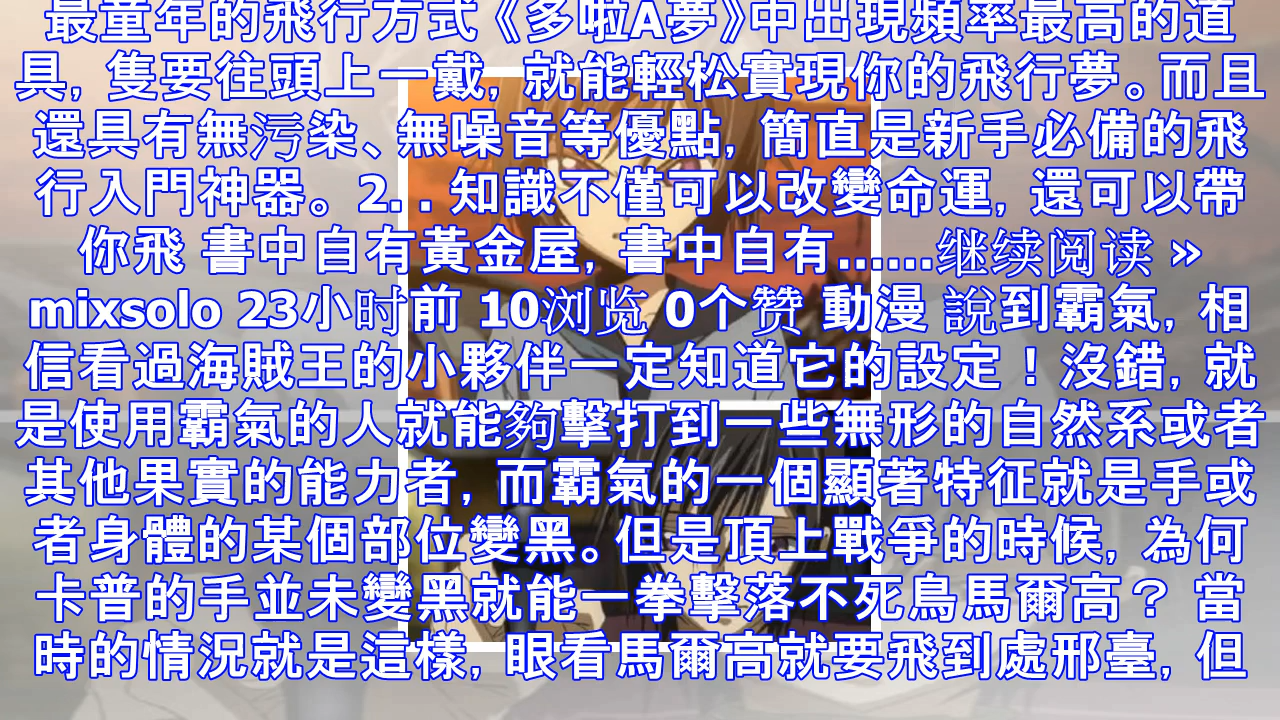 最童年的飛行方式《多啦A夢》中出現頻率最高的道
具, 隻要往頭上一戴, 就能輕松實現你的飛行夢。而且
還具有無污染、無噪音等優點, 簡直是新手必備的飛
行入門神器。2. . 知識不僅可以改變命運, 還可以帶
你飛 書中自有黃金屋, 書中自有……继续阅读 »
mixsolo 23小时前 10浏览 0个赞 動漫 說到霸氣, 相
信看過海賊王的小夥伴一定知道它的設定！沒錯, 就
是使用霸氣的人就能夠擊打到一些無形的自然系或者
其他果實的能力者, 而霸氣的一個顯著特征就是手或
者身體的某個部位變黑。但是頂上戰爭的時候, 為何
卡普的手並未變黑就能一拳擊落不死鳥馬爾高？ 當
時的情況就是這樣, 眼看馬爾高就要飛到處邢臺, 但